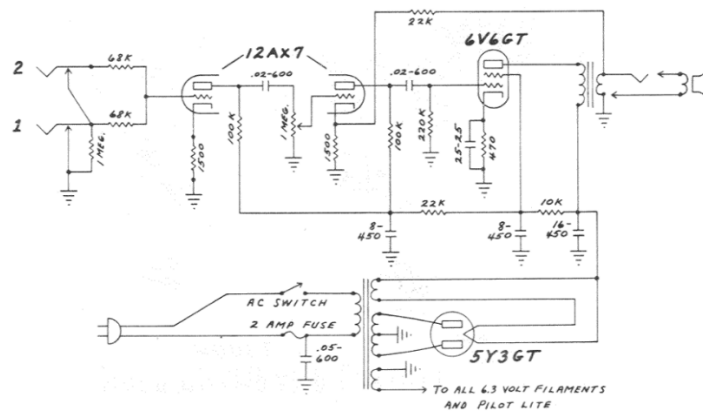 22K
6V6GT
12AX7
2
68K
.02-600
.02-600
1
68K
1 MEG.
1500
100K
1 MEG.
1500
100K
220K
25-25
470
22K
10K
8-
450
8-
450
16-
450
AC SWITCH
2 AMP FUSE
.05-
600
5Y3GT
TO ALL 6.3 VOLT FILAMENTS
AND PILOT LITE